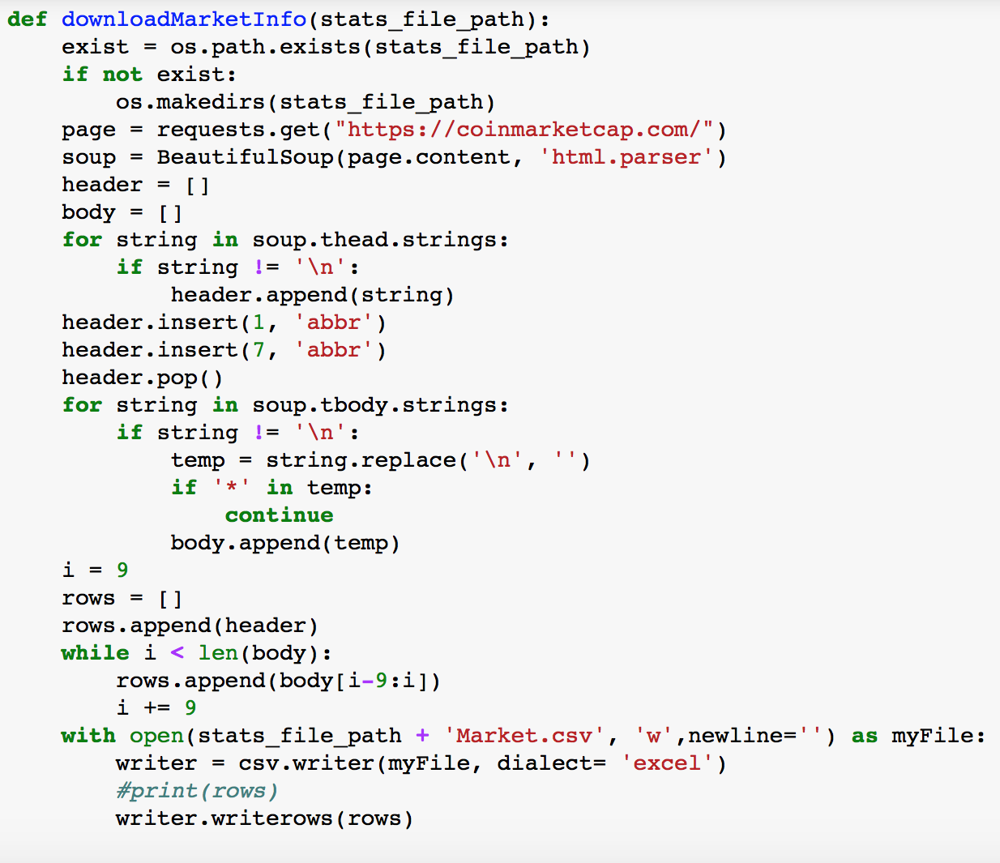 def downloadMarketInfo(stats_file_path):
    exist = os.path.exists(stats_file_path)
    if not exist:
        os.makedirs(stats_file_path)
    page = requests.get("https://coinmarketcap.com/")
    soup = BeautifulSoup(page.content, 'html.parser')
    header = []
    body = []
    for string in soup.thead.strings:
        if string != '\n':
            header.append(string)
    header.insert(1, 'abbr')
    header.insert(7, 'abbr')
    header.pop()
    for string in soup.tbody.strings:
        if string != '\n':
            temp = string.replace('\n', '')
            if '*' in temp:
                continue
            body.append(temp)
    i = 9
    rows = []
    rows.append(header)
    while i < len(body):
        rows.append(body[i-9:i])
        i += 9
    with open(stats_file_path + 'Market.csv', 'w',newline='') as myFile:
        writer = csv.writer(myFile, dialect= 'excel')
        #print(rows)
        writer.writerows(rows)